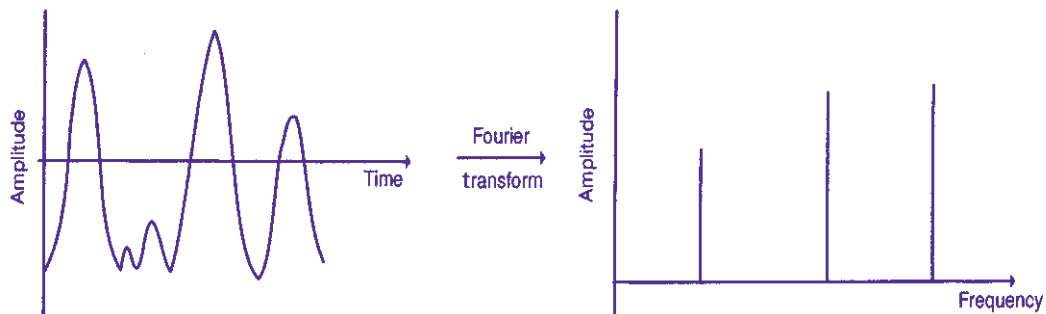 Amplitude
Time
Fourier
transform
Amplitude
Frequency